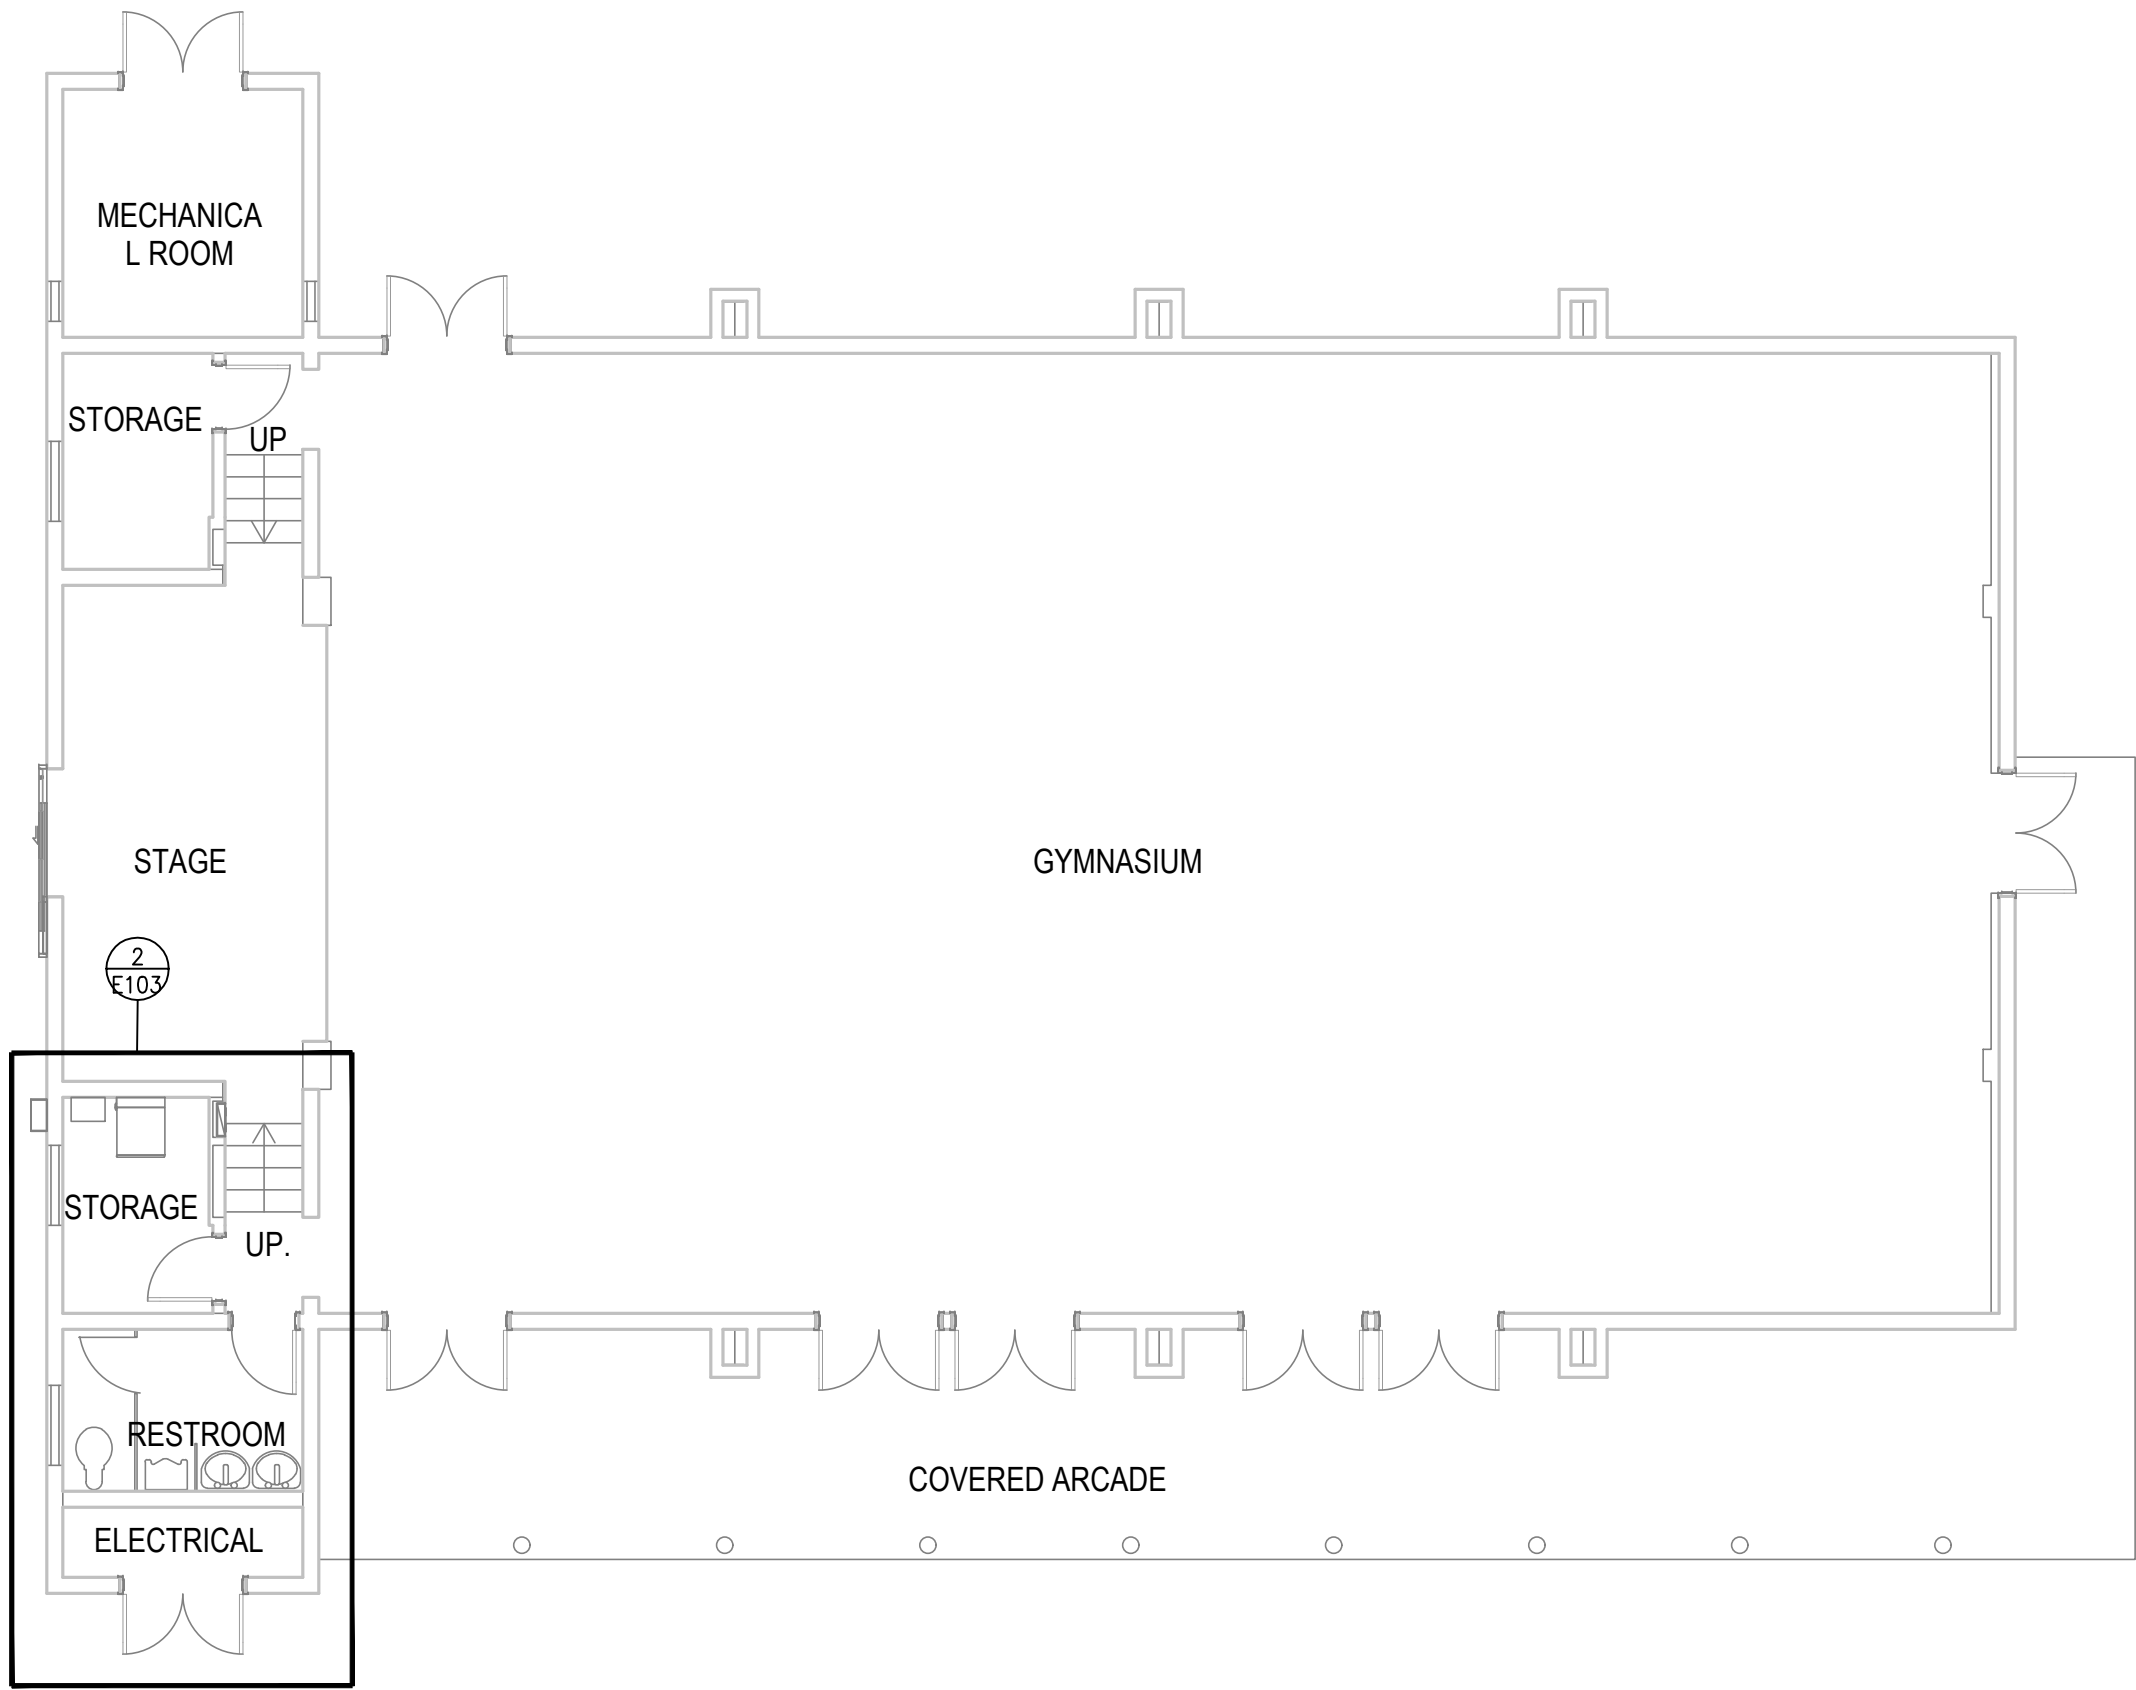 MECHANICA
L ROOM
STORAGE
UP
STAGE
GYMNASIUM
2
E103
STORAGE
UP.
RESTROOM
COVERED ARCADE
ELECTRICAL